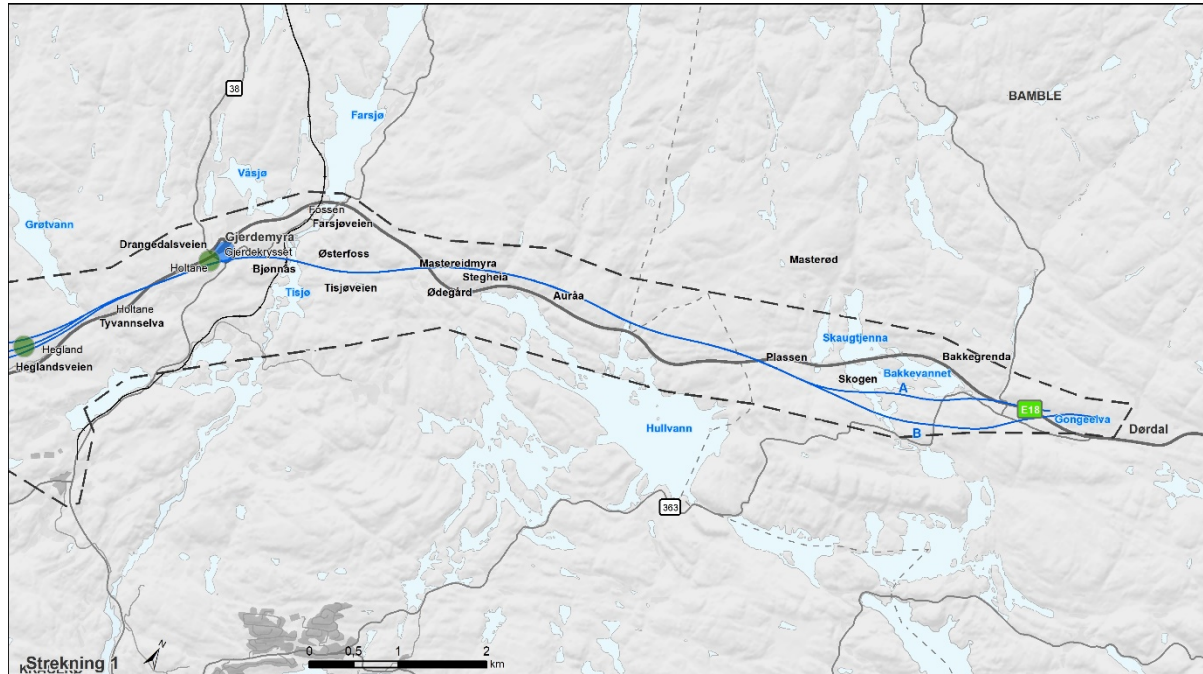 38
BAMBLE
Farsjø
Våsjø
Grøtvann
Fossen
Farsjøveien
Gjerdemyra
Drangedalsveien
Gjerdekrysset
Østerfoss
Holtane
Bjønnås
Mastereidmyra
Masterød
Stegheia
Tisjø
Tisjøveien
Ødegård
Auråa
Holtane
Tyvannselva
Skaugtjenna
Hegland
Plassen
Bakkegrenda
Heglandsveien
Skogen
Bakkevannet
A
E18
Gongeelva
Dørdal
Hullvann
B
363
N
Strekning 1
KRAGERØ
0 0,5 1 2
km